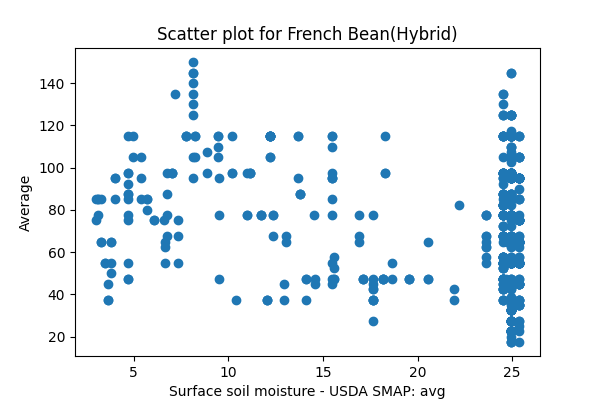 Scatter plot for French Bean(Hybrid)
140
120
100
80
60
40
20
Average
5 10 15 20 25
Surface soil moisture - USDA SMAP: avg